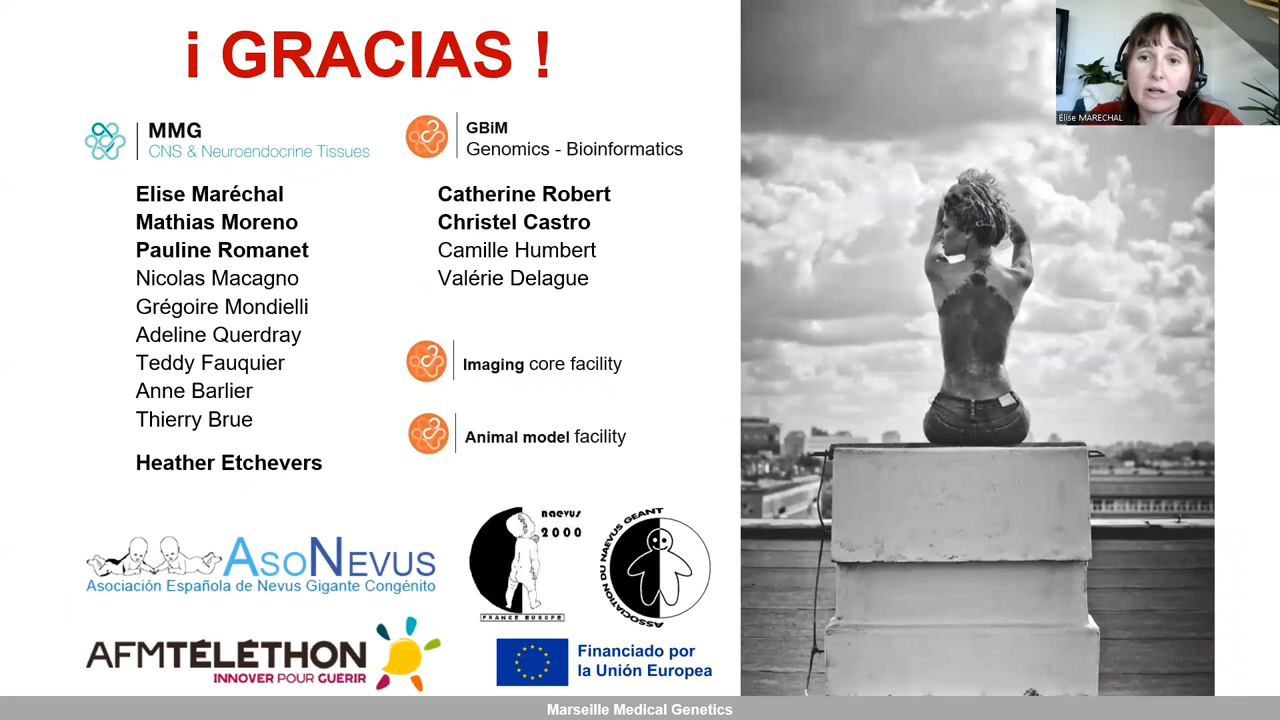 ¡ GRACIAS !
Élise MARECHAL
MMG
CNS & Neuroendocrine Tissues
Elise Maréchal
Mathias Moreno
Pauline Romanet
Nicolas Macagno
Grégoire Mondielli
Adeline Querdray
Teddy Fauquier
Anne Barlier
Thierry Brue
Heather Etchevers
GBiM
Genomics - Bioinformatics
Catherine Robert
Christel Castro
Camille Humbert
Valérie Delague
Imaging core facility
Animal model facility
ASONEVUS
Asociación Española de Nevus Gigante Congénito
naevus
2000
FRANCE EUROPE
ASSOCIATION DU NAEVUS GEANT
AFMTÉLÉTHON
INNOVER POUR GUÉRIR
Financiado por
la Unión Europea
Marseille Medical Genetics